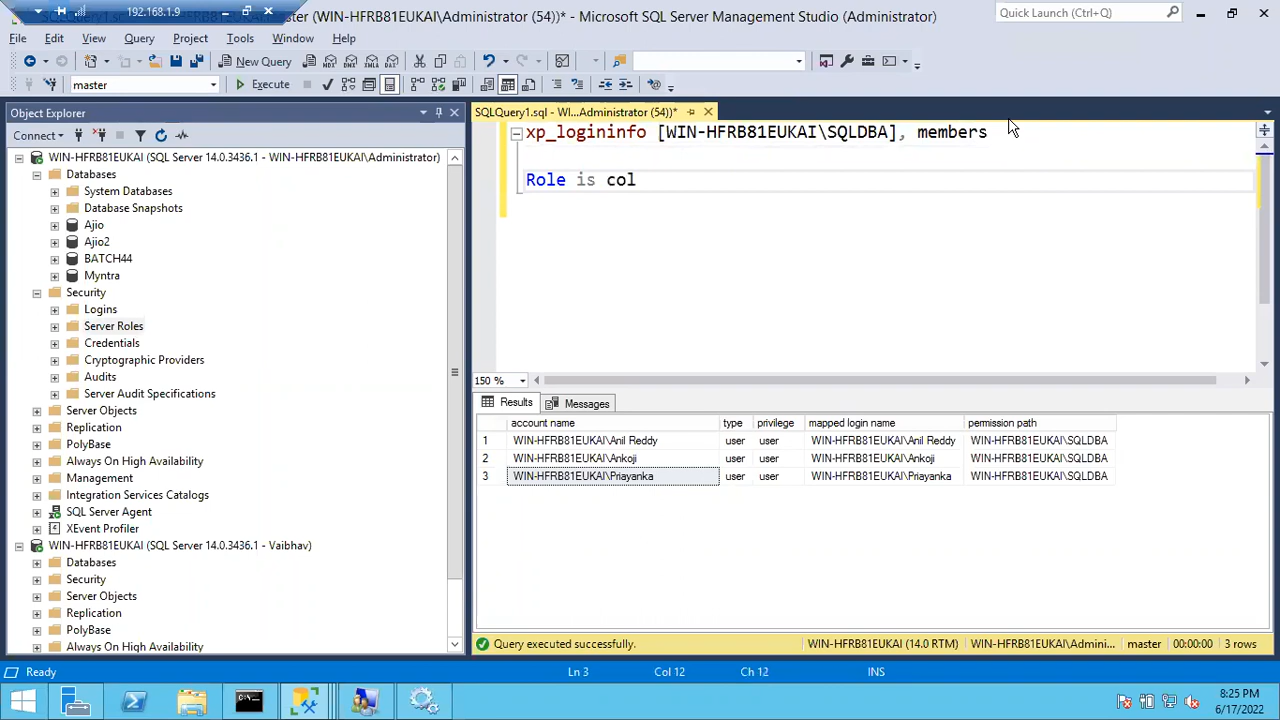 192.168.1.9
master (WIN-HFRB81EUKAI\Administrator (54))* - Microsoft SQL Server Management Studio (Administrator)
Quick Launch (Ctrl+Q)
File Edit View Query Project Tools Window Help
New Query
master
Execute
Object Explorer
Connect
WIN-HFRB81EUKAI (SQL Server 14.0.3436.1 - WIN-HFRB81EUKAI\Administrator)
Databases
System Databases
Database Snapshots
Ajio
Ajio2
BATCH44
Myntra
Security
Logins
Server Roles
Credentials
Cryptographic Providers
Audits
Server Audit Specifications
Server Objects
Replication
PolyBase
Always On High Availability
Management
Integration Services Catalogs
SQL Server Agent
XEvent Profiler
WIN-HFRB81EUKAI (SQL Server 14.0.3436.1 - Vaibhav)
Databases
Security
Server Objects
Replication
PolyBase
Always On High Availability
SQLQuery1.sql - WI...Administrator (54))*
xp_logininfo [WIN-HFRB81EUKAI\SQLDBA], members
Role is col
150 %
Results Messages
account name type privilege mapped login name permission path
1 WIN-HFRB81EUKAI\Anil Reddy user user WIN-HFRB81EUKAI\Anil Reddy WIN-HFRB81EUKAI\SQLDBA
2 WIN-HFRB81EUKAI\Ankoji user user WIN-HFRB81EUKAI\Ankoji WIN-HFRB81EUKAI\SQLDBA
3 WIN-HFRB81EUKAI\Priayanka user user WIN-HFRB81EUKAI\Priayanka WIN-HFRB81EUKAI\SQLDBA
Query executed successfully. WIN-HFRB81EUKAI (14.0 RTM) WIN-HFRB81EUKAI\Admini... master 00:00:00 3 rows
Ready Ln 3 Col 12 Ch 12 INS
8:25 PM
6/17/2022